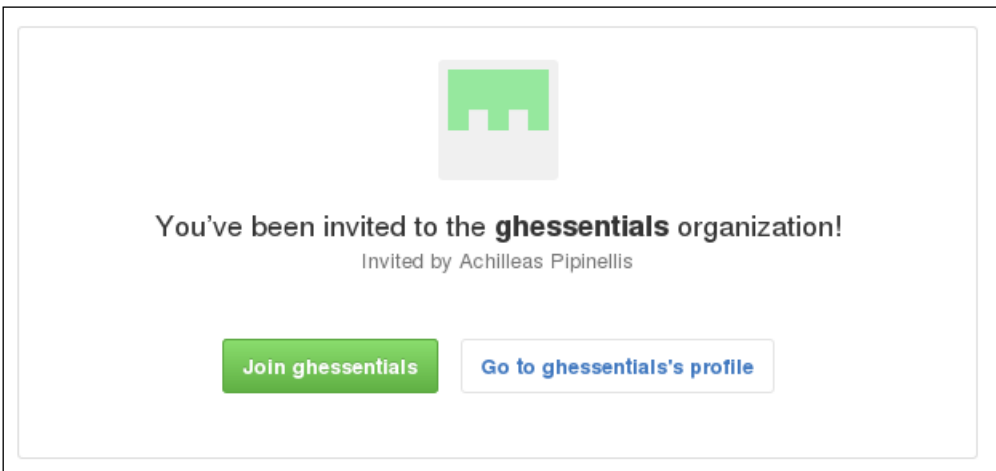 You’ve been invited to the ghessentials organization!
Invited by Achilleas Pipinellis
Join ghessentials
Go to ghessentials's profile